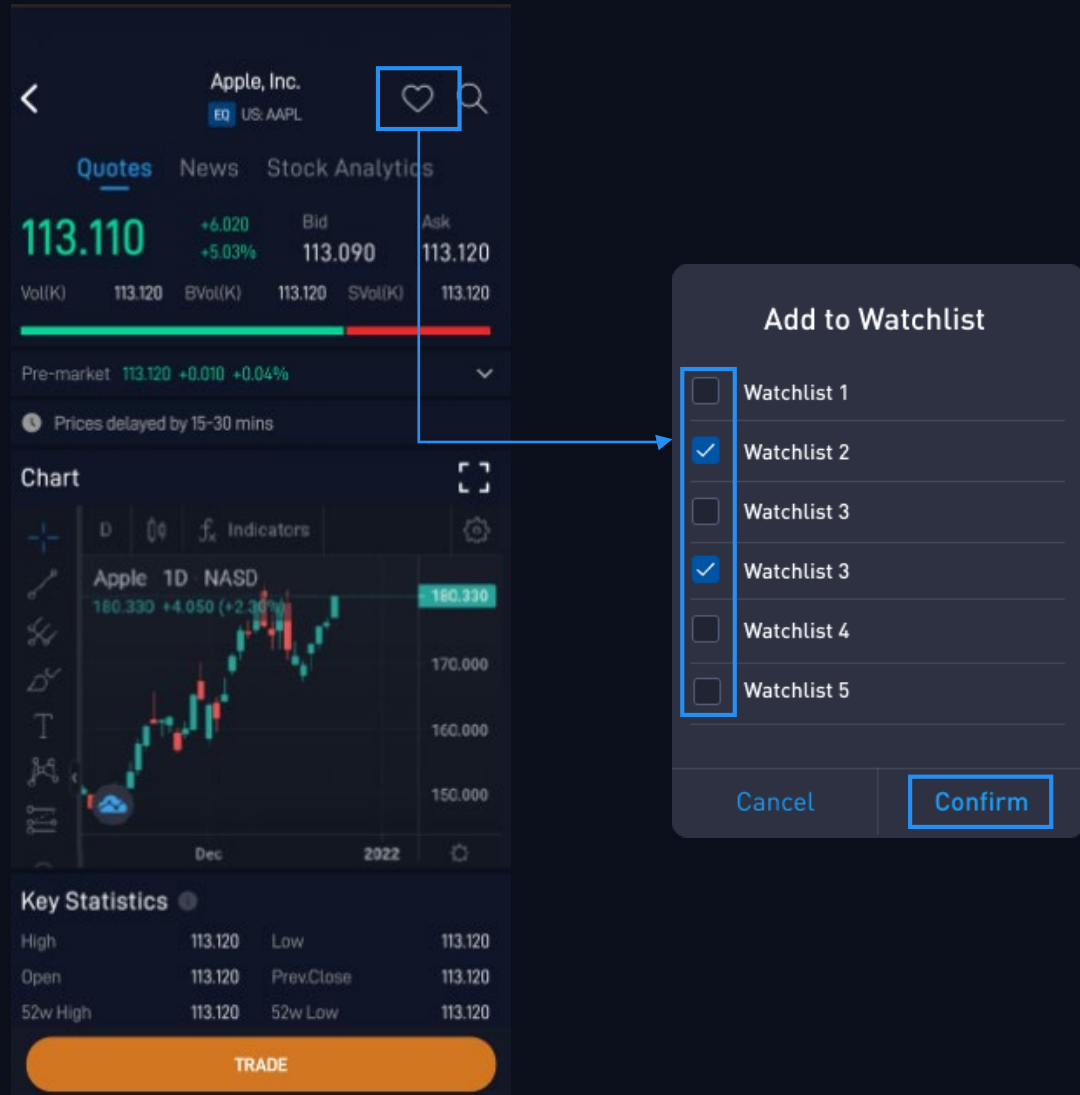 Apple, Inc.
EQ US: AAPL
Quotes News Stock Analytics
113.110 +6.020 +5.03% Bid 113.090 Ask 113.120
Vol(K) 113.120 BVol(K) 113.120 SVol(K) 113.120
Pre-market 113.120 +0.010 +0.04%
Prices delayed by 15-30 mins
Chart
D fx Indicators
Apple 1D NASD
180.330 +4.050 (+2.30%)
180.330
170.000
160.000
150.000
Dec 2022
Key Statistics
High 113.120 Low 113.120
Open 113.120 Prev.Close 113.120
52w High 113.120 52w Low 113.120
TRADE
Add to Watchlist
Watchlist 1
Watchlist 2
Watchlist 3
Watchlist 3
Watchlist 4
Watchlist 5
Cancel Confirm